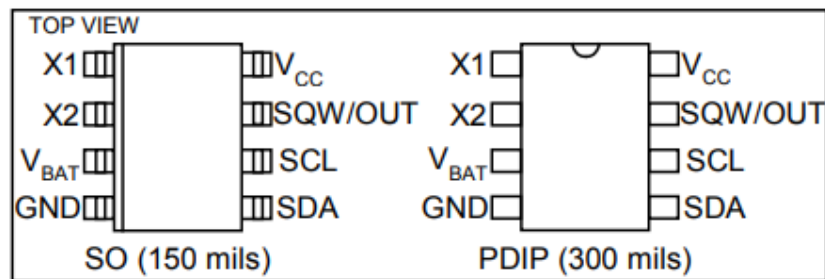 TOP VIEW
X1 VCC X1 VCC
X2 SQW/OUT X2 SQW/OUT
VBAT SCL VBAT SCL
GND SDA GND SDA
SO (150 mils) PDIP (300 mils)